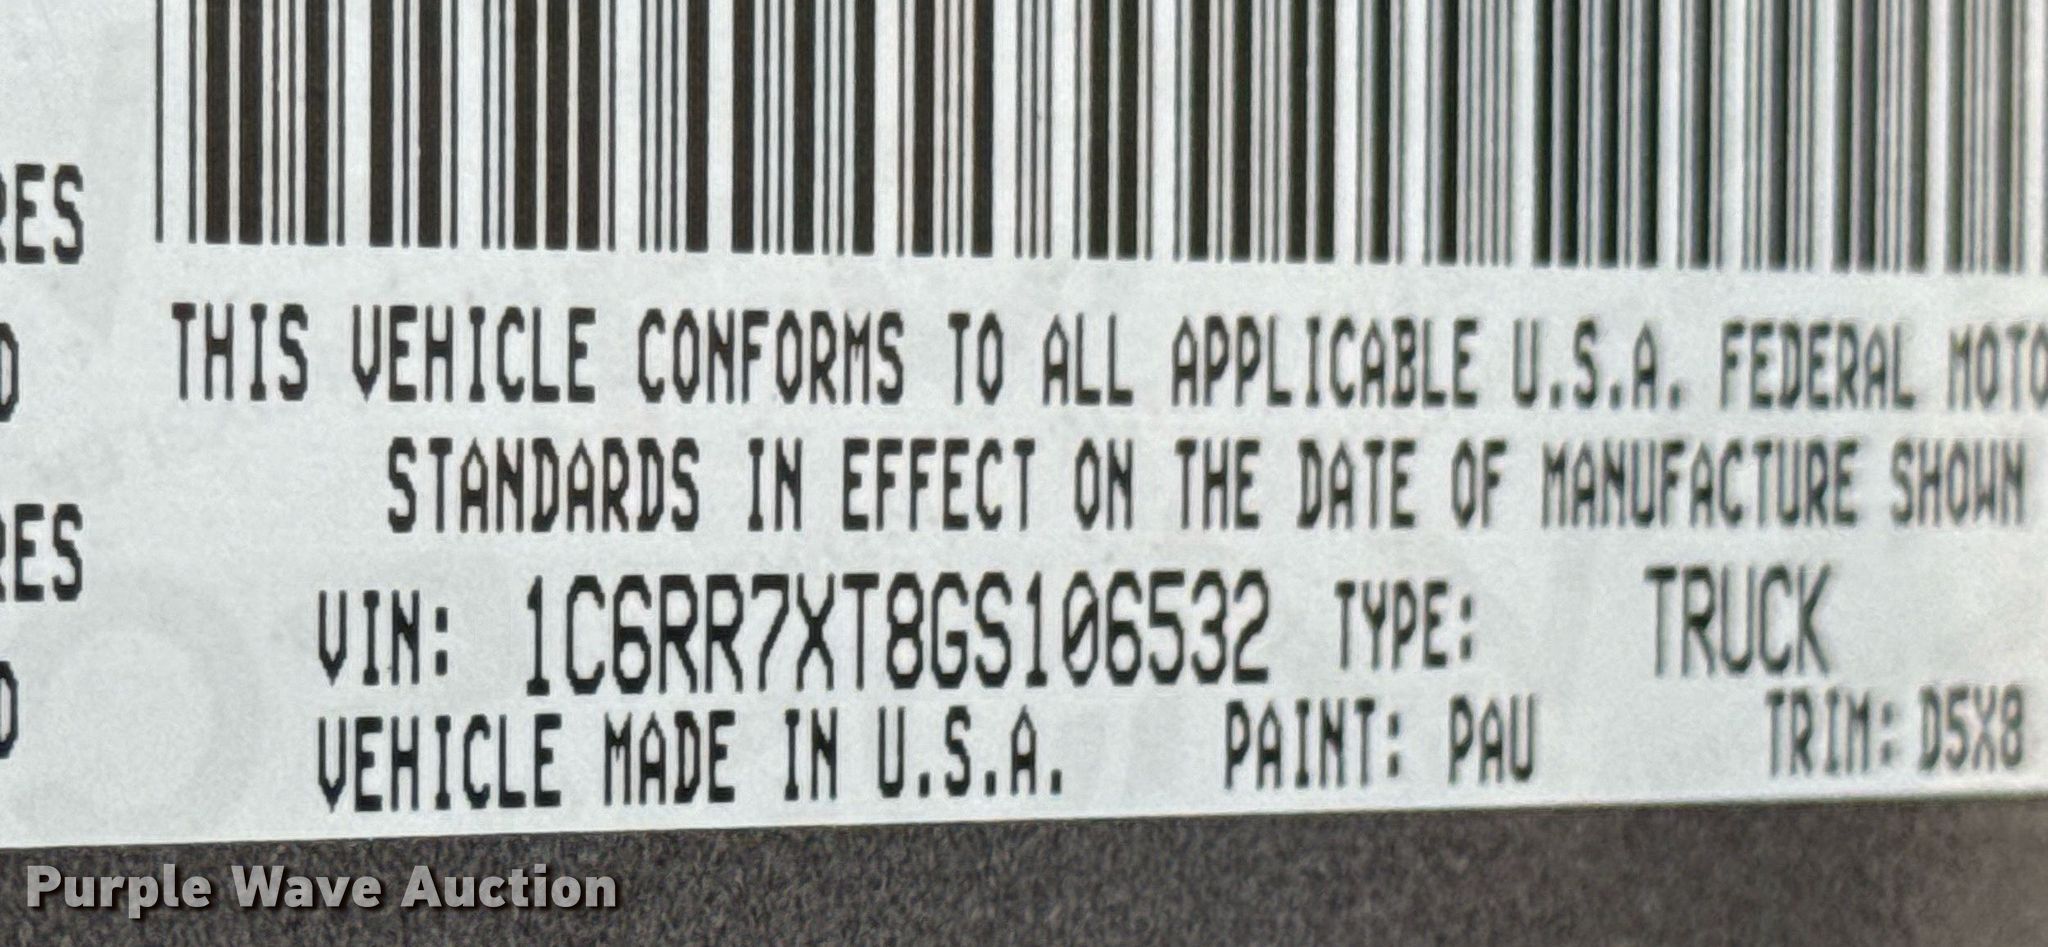 RES
THIS VEHICLE CONFORMS TO ALL APPLICABLE U.S.A. FEDERAL MOTO
D
STANDARDS IN EFFECT ON THE DATE OF MANUFACTURE SHOWN
RES
VIN: 1C6RR7XT8GS106532 TYPE: TRUCK
D
VEHICLE MADE IN U.S.A. PAINT: PAU TRIM: D5X8
Purple Wave Auction